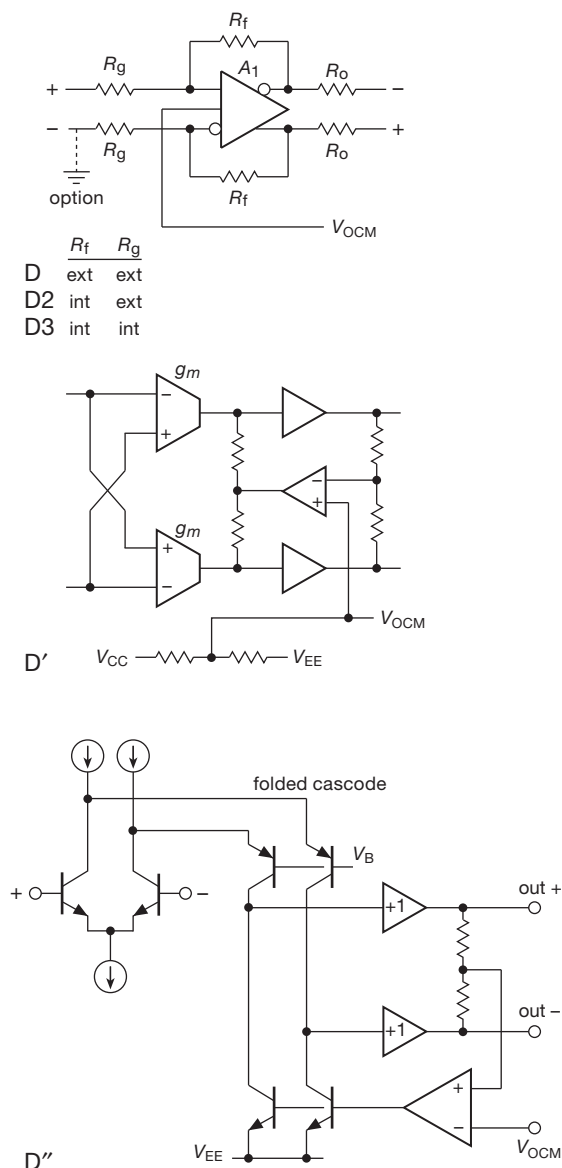 Rf
Rg
A1
Ro
+
−
−
+
Rg
Ro
option
Rf
VOCM
Rf Rg
D ext ext
D2 int ext
D3 int int
gm
−
+
−
+
gm
+
−
VOCM
D′
VCC
VEE
folded cascode
VB
+
−
out +
+1
out −
+1
+
−
VEE
VOCM
D″